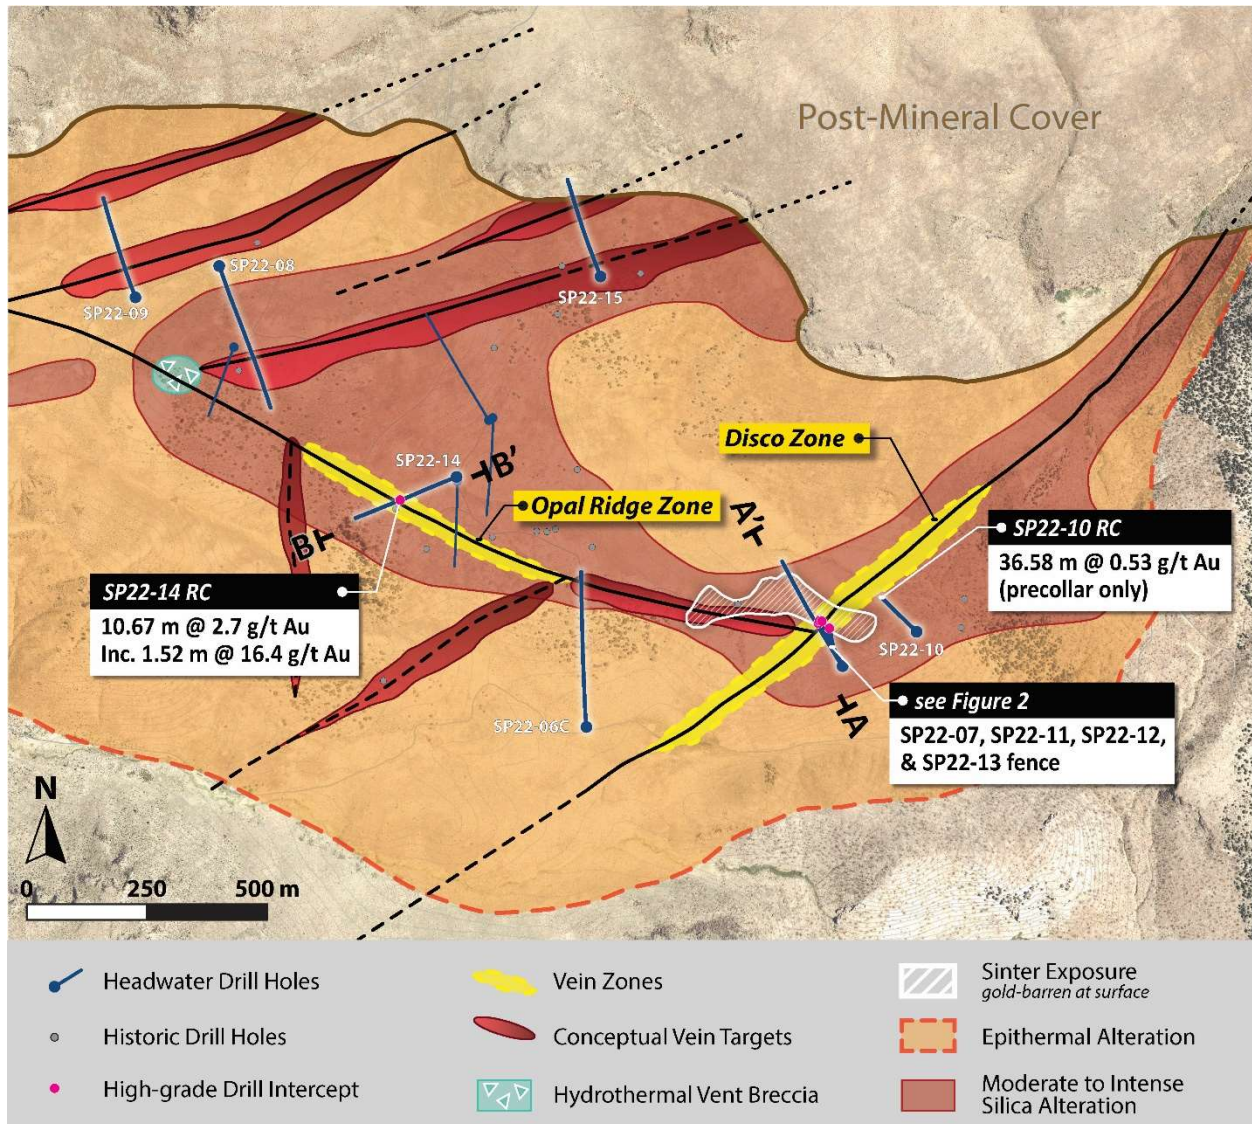 Post-Mineral Cover
SP22-08
SP22-09
SP22-15
Disco Zone
SP22-14
B'
Opal Ridge Zone
A'
B
SP22-10 RC
36.58 m @ 0.53 g/t Au
(precollar only)
SP22-14 RC
10.67 m @ 2.7 g/t Au
Inc. 1.52 m @ 16.4 g/t Au
SP22-10
SP22-06C
A
see Figure 2
SP22-07, SP22-11, SP22-12,
& SP22-13 fence
N
0 250 500 m
Headwater Drill Holes
Historic Drill Holes
High-grade Drill Intercept
Vein Zones
Conceptual Vein Targets
Hydrothermal Vent Breccia
Sinter Exposure
gold-barren at surface
Epithermal Alteration
Moderate to Intense
Silica Alteration